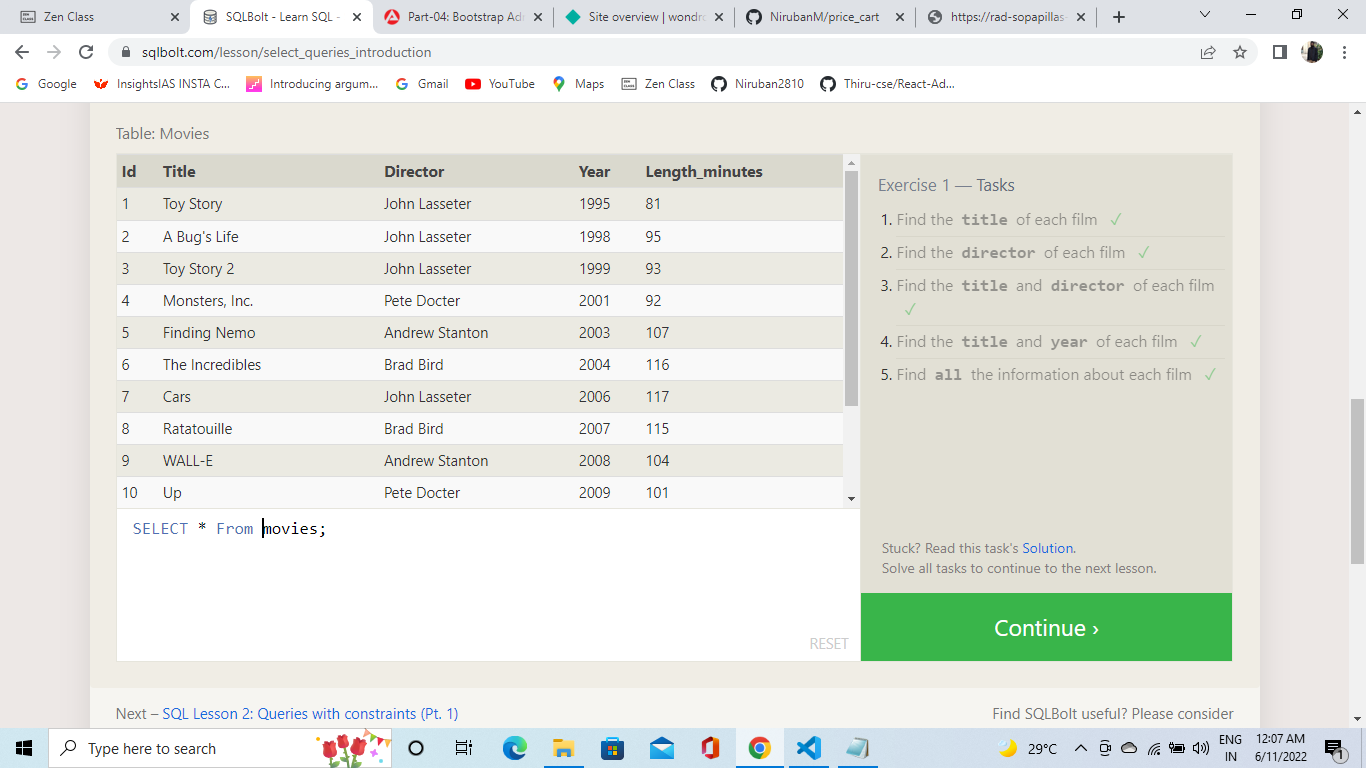 Zen Class
SQLBolt - Learn SQL -
Part-04: Bootstrap Adr
Site overview | wondro
NirubanM/price_cart
https://rad-sopapillas-
sqlbolt.com/lesson/select_queries_introduction
Google InsightsIAS INSTA C... Introducing argum... Gmail YouTube Maps Zen Class Niruban2810 Thiru-cse/React-Ad...
Table: Movies
Id Title Director Year Length_minutes
1 Toy Story John Lasseter 1995 81
2 A Bug's Life John Lasseter 1998 95
3 Toy Story 2 John Lasseter 1999 93
4 Monsters, Inc. Pete Docter 2001 92
5 Finding Nemo Andrew Stanton 2003 107
6 The Incredibles Brad Bird 2004 116
7 Cars John Lasseter 2006 117
8 Ratatouille Brad Bird 2007 115
9 WALL-E Andrew Stanton 2008 104
10 Up Pete Docter 2009 101
SELECT * From movies;
RESET
Exercise 1 — Tasks
1. Find the title of each film ✓
2. Find the director of each film ✓
3. Find the title and director of each film
✓
4. Find the title and year of each film ✓
5. Find all the information about each film ✓
Stuck? Read this task's Solution.
Solve all tasks to continue to the next lesson.
Continue ›
Next – SQL Lesson 2: Queries with constraints (Pt. 1)
Find SQLBolt useful? Please consider
Type here to search
29°C
ENG
IN
12:07 AM
6/11/2022
1